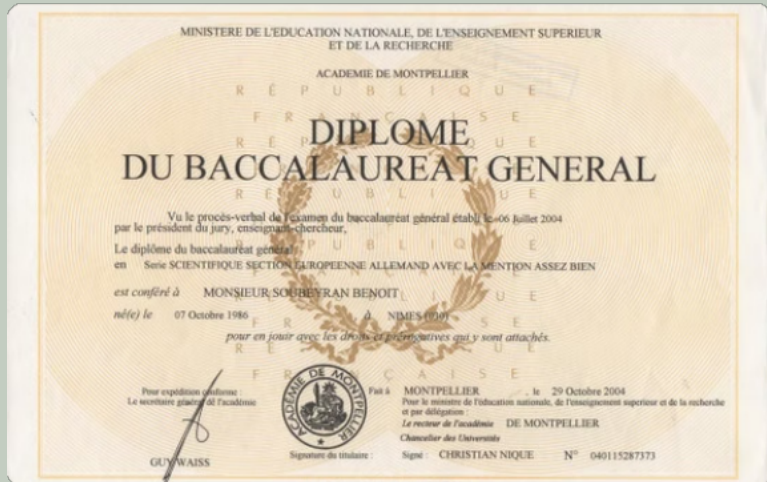 MINISTERE DE L'EDUCATION NATIONALE, DE L'ENSEIGNEMENT SUPERIEUR
ET DE LA RECHERCHE
ACADEMIE DE MONTPELLIER
RÉPUBLIQUE
FRANÇAISE
DIPLOME
DU BACCALAUREAT GENERAL
Vu le procès-verbal de l'examen du baccalauréat général établi le 06 juillet 2004
par le président du jury, enseignant-chercheur,
Le diplôme du baccalauréat général
en Serie SCIENTIFIQUE SECTION EUROPEENNE ALLEMAND AVEC LA MENTION ASSEZ BIEN
est conféré à MONSIEUR SOUBEYRAN BENOIT
né(e) le 07 Octobre 1986 à NIMES (030)
pour en jouir avec les droits et prérogatives qui y sont attachés.
Pour expédition conforme :
Le secrétaire général de l'académie
GUY WAISS
ACADEMIE DE MONTPELLIER
Signature du titulaire :
Fait à MONTPELLIER , le 29 Octobre 2004
Pour le ministre de l'éducation nationale, de l'enseignement superieur et de la recherche
et par délégation :
Le recteur de l'académie DE MONTPELLIER
Chancelier des Universités
Signé : CHRISTIAN NIQUE N° 040115287373